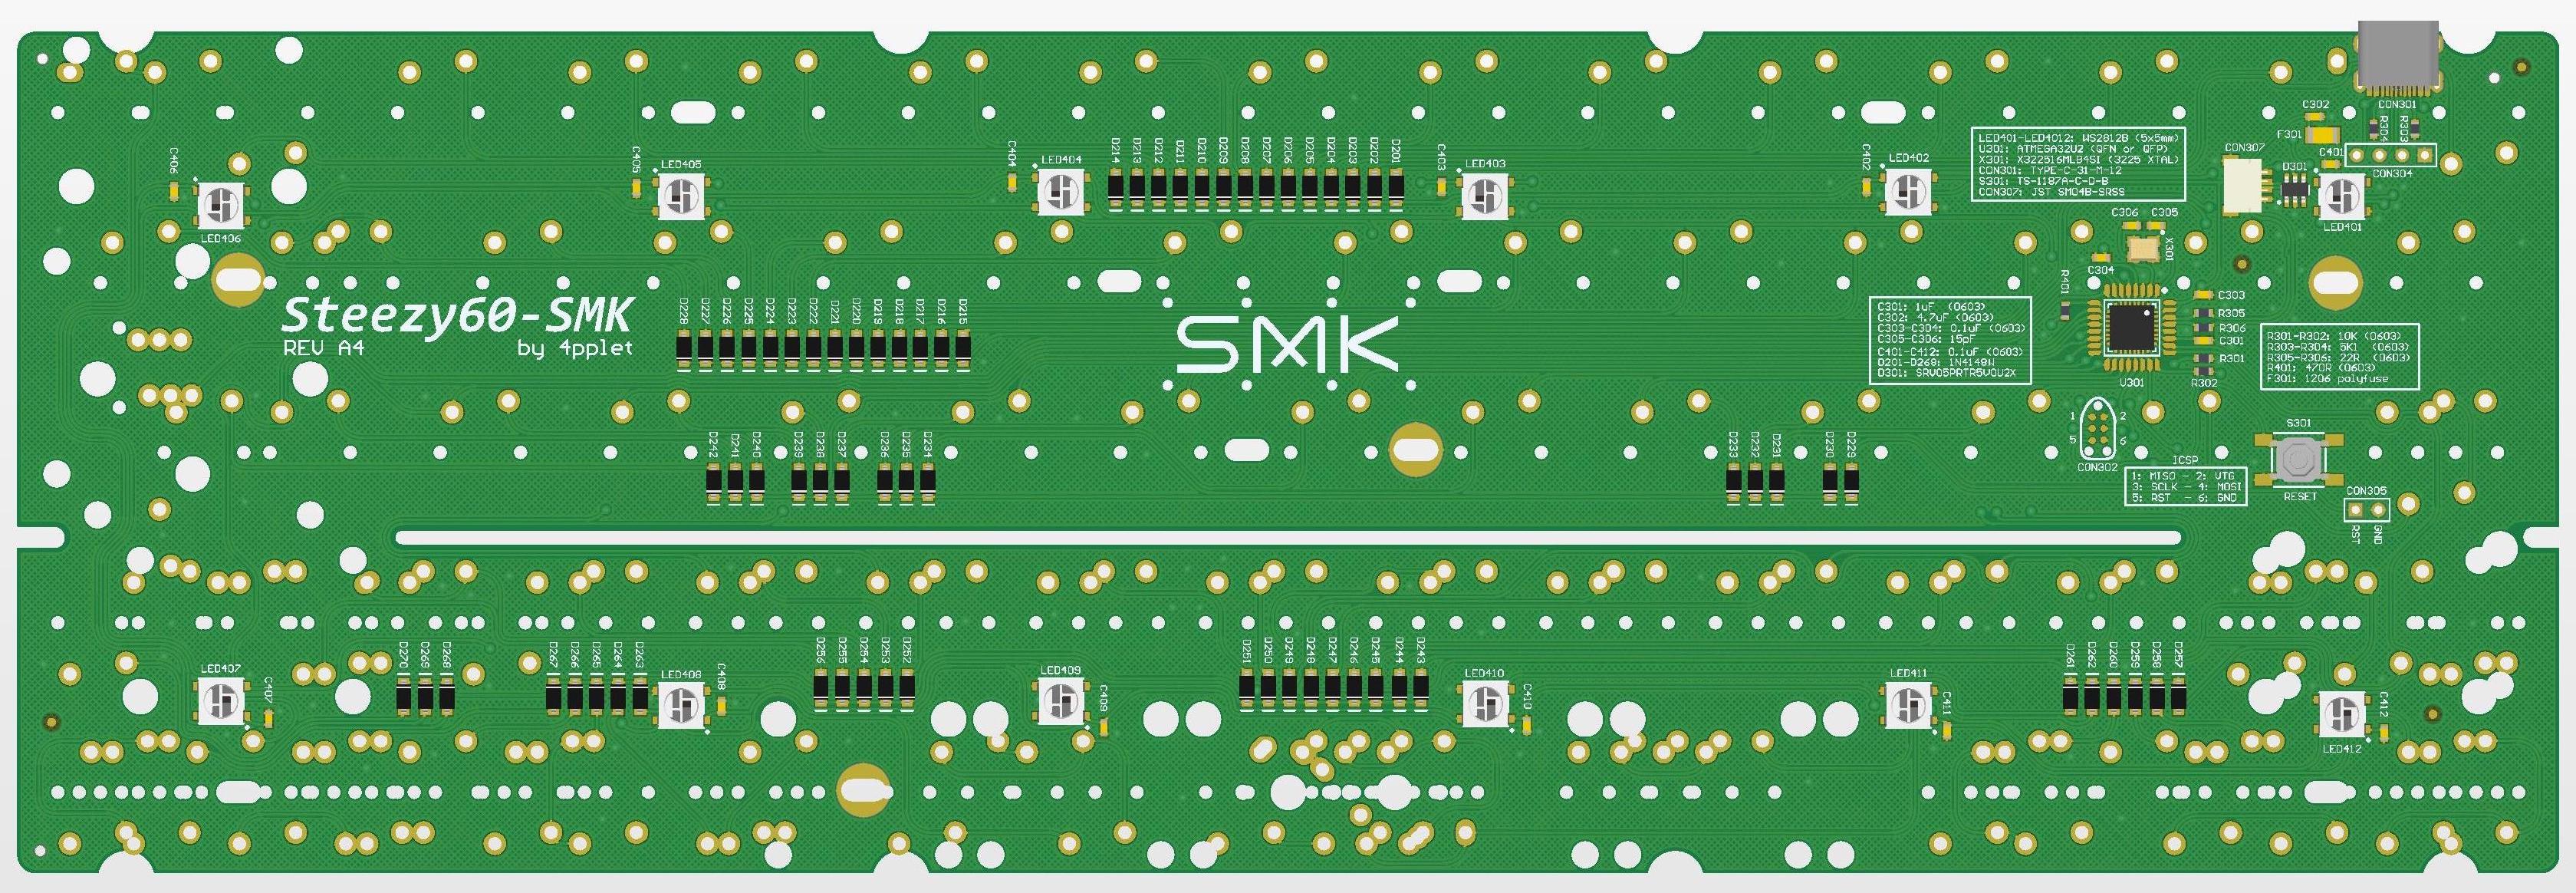 C302
CON301
F301
R304
R303
C401
CON304
CON307
D301
LED401
LED401-LED4012: WS2812B (5x5mm)
U301: ATMEGA32U2 (QFN or QFP)
X301: X322516MLB4SI (3225 XTAL)
CON301: TYPE-C-31-M-12
S301: TS-1187A-C-D-B
CON307: JST SM04B-SRSS
C406
LED406
C405
LED405
C404
LED404
D214 D213 D212 D211 D210 D209 D208 D207 D206 D205 D204 D203 D202 D201
C403
LED403
C402
LED402
C306 C305
X301
C304
R401
Steezy60-SMK
REV A4
by 4pplet
D228 D227 D226 D225 D224 D223 D222 D221 D220 D219 D218 D217 D216 D215
SMK
C301: 1uF (0603)
C302: 4.7uF (0603)
C303-C304: 0.1uF (0603)
C305-C306: 15pF
C401-C412: 0.1uF (0603)
D201-D269: 1N4148W
D301: SRV05PRTR5V0U2X
C303
R305
R306
C301
R301
R302
U301
R301-R302: 10K (0603)
R303-R304: 5K1 (0603)
R305-R306: 22R (0603)
R401: 470R (0603)
F301: 1206 polyfuse
D242 D241 D240 D239 D238 D237 D236 D235 D234
D233 D232 D231 D230 D229
1 2
5 6
CON302
ICSP
1: MISO - 2: VTG
3: SCLK - 4: MOSI
5: RST - 6: GND
S301
RESET
CON305
RST
GND
LED407
C407
D270 D269 D268
D267 D266 D265 D264 D263
LED408
C408
D256 D255 D254 D253 D252
LED409
C409
D251 D250 D249 D248 D247 D246 D245 D244 D243
LED410
C410
LED411
C411
D261 D262 D260 D259 D258 D257
LED412
C412